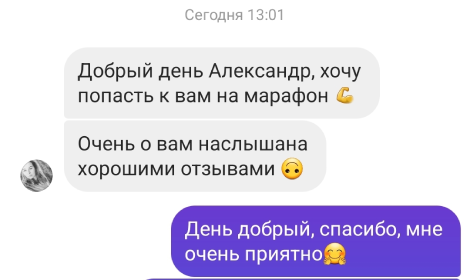 Сегодня 13:01
Добрый день Александр, хочу
попасть к вам на марафон 💪
Очень о вам наслышана
хорошими отзывами 🙃
День добрый, спасибо, мне
очень приятно🤗